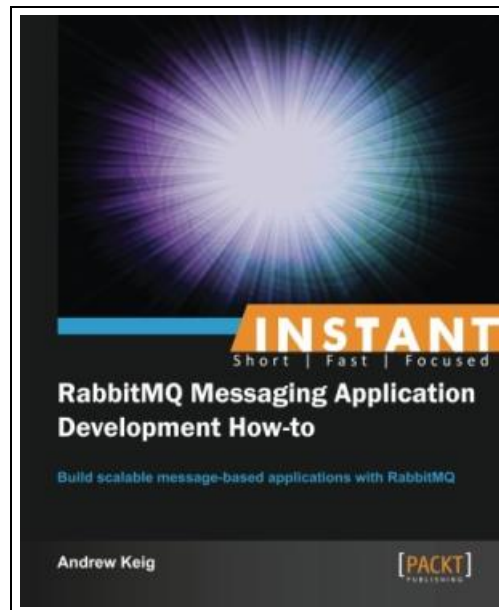 INSTANT
Short | Fast | Focused
RabbitMQ Messaging Application
Development How-to
Build scalable message-based applications with RabbitMQ
Andrew Keig
[PACKT]
PUBLISHING